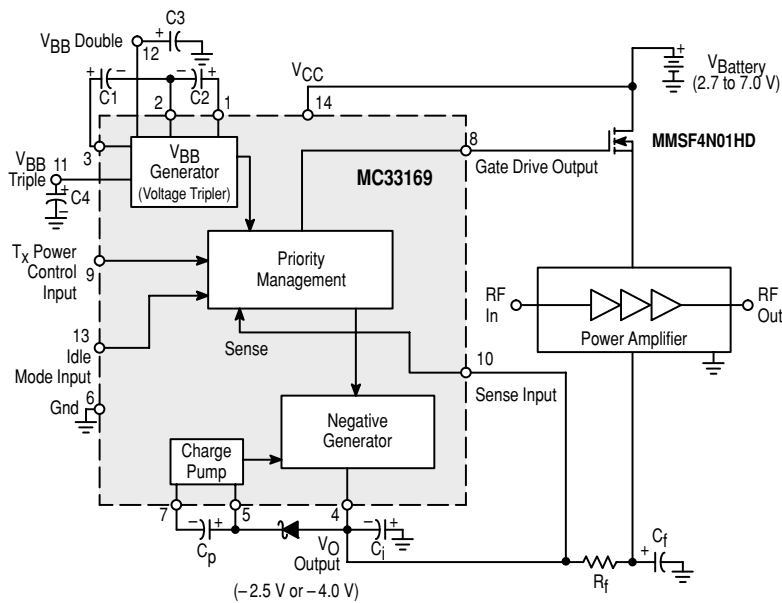 C3
V_BB Double
12
+
+
V_Battery
(2.7 to 7.0 V)
V_CC
+ −
− +
C1
C2
2
1
14
MMSF4N01HD
3
8
V_BB
Generator
(Voltage Tripler)
Gate Drive Output
MC33169
V_BB
Triple
11
+
C4
−
T_x Power
Control
Input
9
Priority
Management
RF
In
RF
Out
Power Amplifier
13
Idle
Mode Input
Sense
10
Sense Input
6
Gnd
Negative
Generator
Charge
Pump
7
5
4
− +
C_p
V_O
Output
− +
C_i
R_f
+
C_f
(– 2.5 V or – 4.0 V)